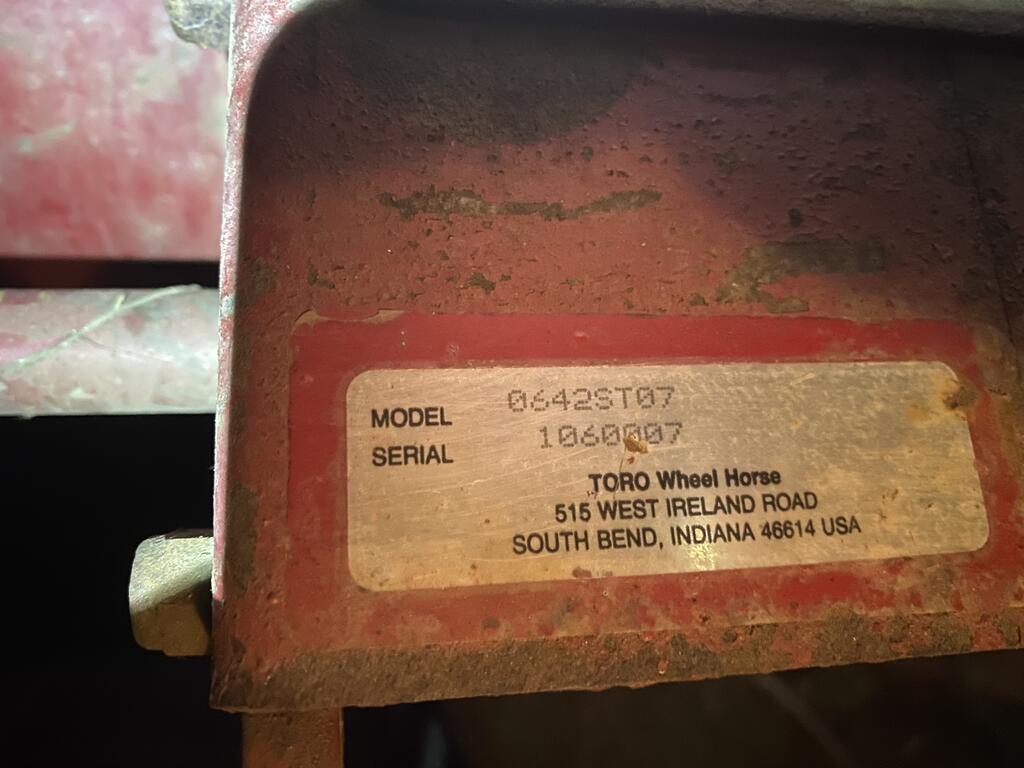 MODEL 0642ST07
SERIAL 1060007
TORO Wheel Horse
515 WEST IRELAND ROAD
SOUTH BEND, INDIANA 46614 USA